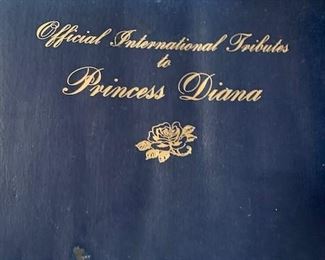 Official International Tributes
to
Princess Diana